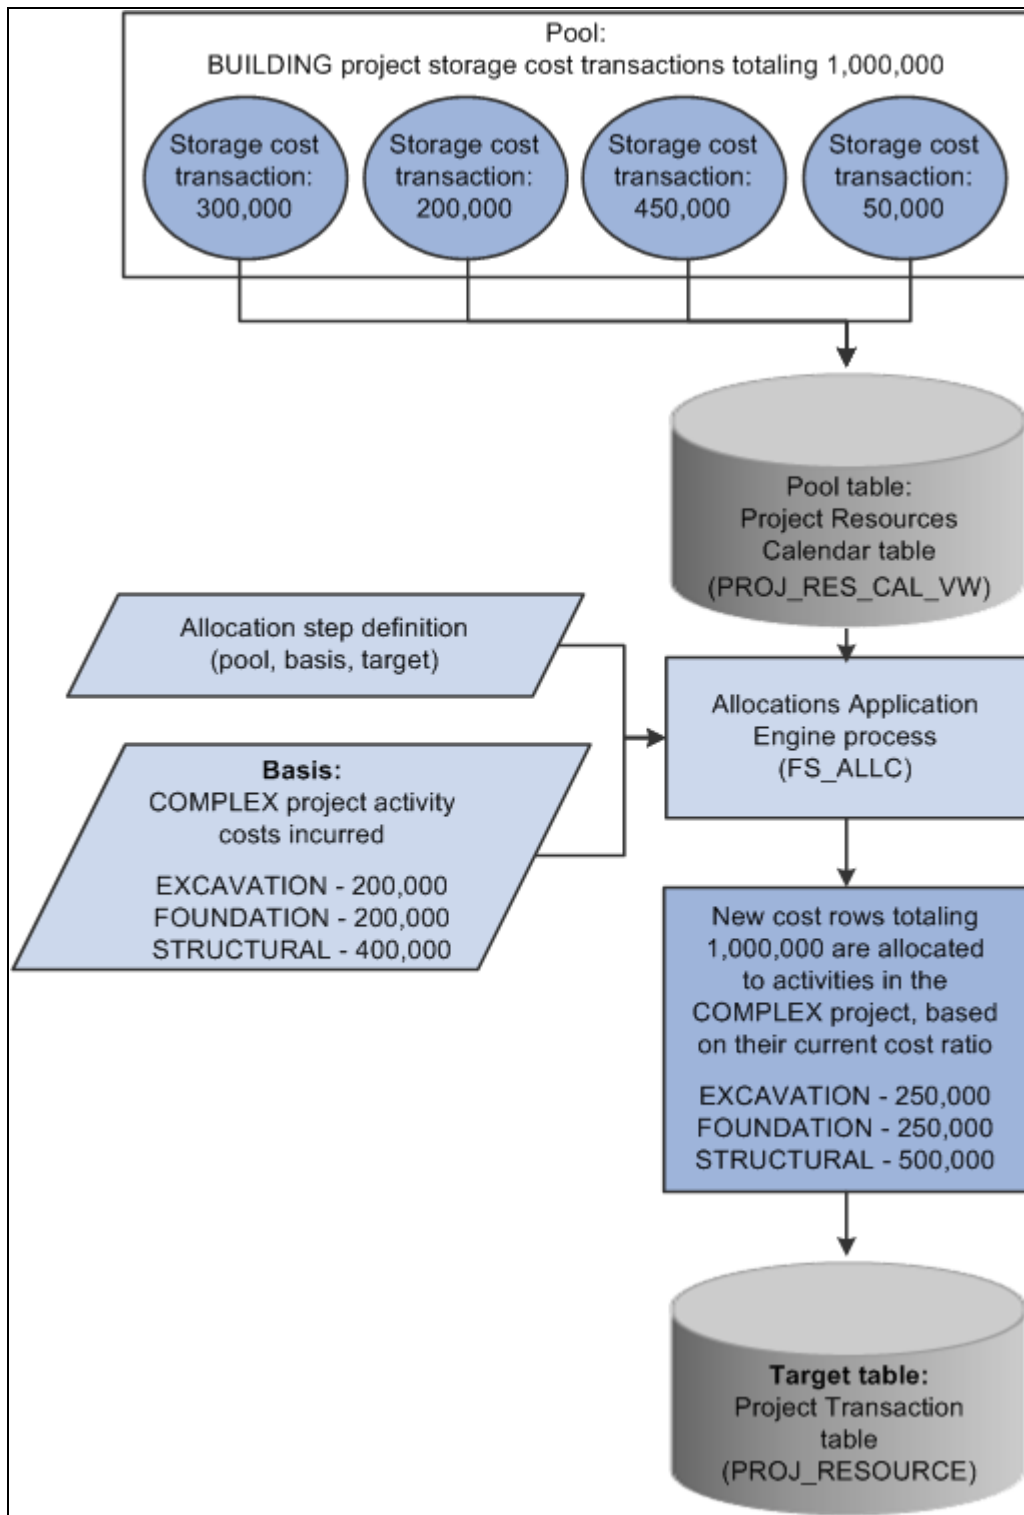 Pool:
BUILDING project storage cost transactions totaling 1,000,000
Storage cost
transaction:
300,000
Storage cost
transaction:
200,000
Storage cost
transaction:
450,000
Storage cost
transaction:
50,000
Pool table:
Project Resources
Calendar table
(PROJ_RES_CAL_VW)
Allocation step definition
(pool, basis, target)
Allocations Application
Engine process
(FS_ALLC)
Basis:
COMPLEX project activity
costs incurred
EXCAVATION - 200,000
FOUNDATION - 200,000
STRUCTURAL - 400,000
New cost rows totaling
1,000,000 are allocated
to activities in the
COMPLEX project, based
on their current cost ratio
EXCAVATION - 250,000
FOUNDATION - 250,000
STRUCTURAL - 500,000
Target table:
Project Transaction
table
(PROJ_RESOURCE)